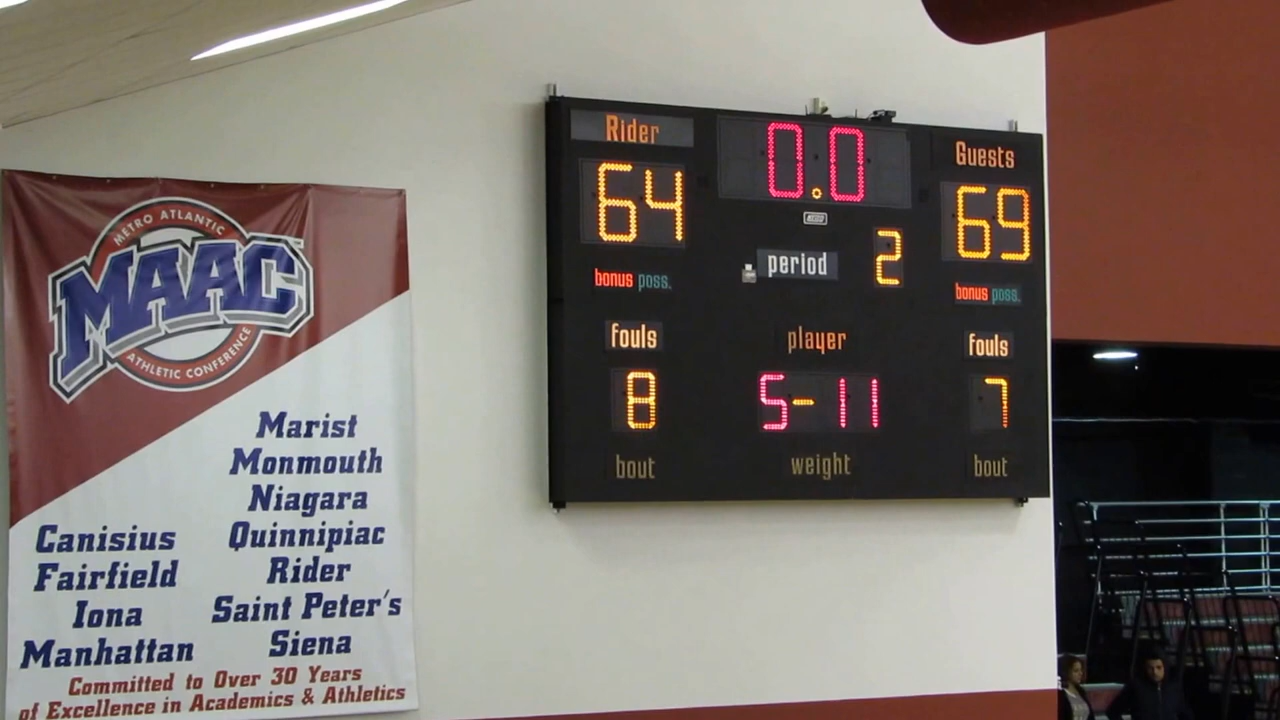 METRO ATLANTIC
MAAC
ATHLETIC CONFERENCE
Marist
Monmouth
Niagara
Quinnipiac
Rider
Saint Peter's
Siena
Canisius
Fairfield
Iona
Manhattan
Committed to Over 30 Years
of Excellence in Academics & Athletics
Rider
0.0
Guests
64
69
period 2
bonus poss.
bonus poss.
fouls
player
fouls
8
5-11
7
bout
weight
bout